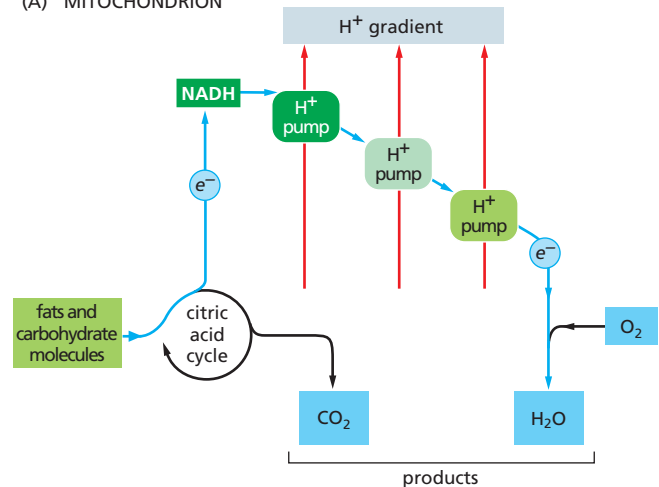 (A) MITOCHONDRION
H⁺ gradient
NADH
H⁺
pump
H⁺
pump
H⁺
pump
e⁻
e⁻
fats and
carbohydrate
molecules
citric
acid
cycle
O₂
CO₂
H₂O
products